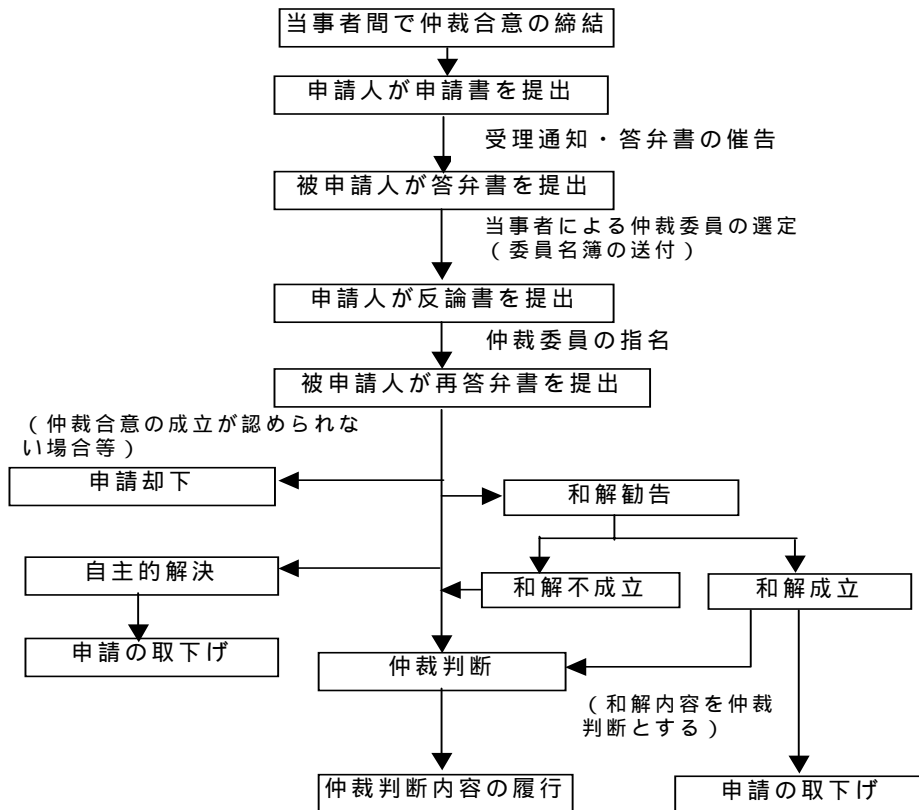 当事者間で仲裁合意の締結
申請人が申請書を提出
受理通知・答弁書の催告
被申請人が答弁書を提出
当事者による仲裁委員の選定
（委員名簿の送付）
申請人が反論書を提出
仲裁委員の指名
被申請人が再答弁書を提出
（仲裁合意の成立が認められな
い場合等）
申請却下
和解勧告
自主的解決
和解不成立
和解成立
申請の取下げ
仲裁判断
（和解内容を仲裁
判断とする）
仲裁判断内容の履行
申請の取下げ